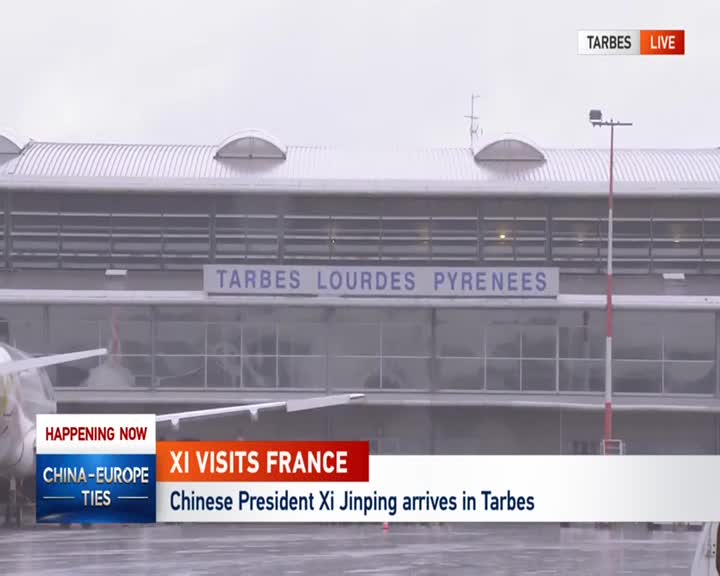 TARBES LIVE
TARBES LOURDES PYRENEES
HAPPENING NOW
CHINA-EUROPE
TIES
XI VISITS FRANCE
Chinese President Xi Jinping arrives in Tarbes